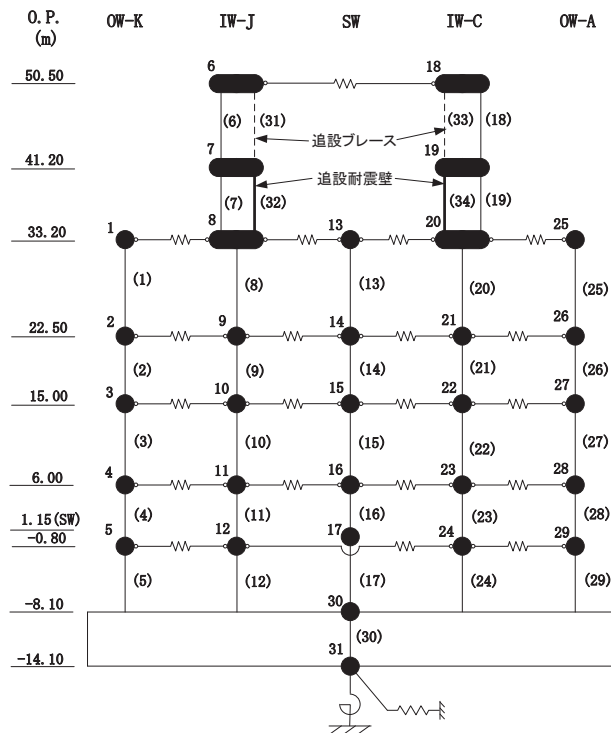 O.P. OW-K IW-J SW IW-C OW-A
(m)
6 18
50.50
(6) (31) (33) (18)
追設ブレース
7 19
41.20
追設耐震壁
(7) (32) (34) (19)
1 8 13 20 25
33.20
(1) (8) (13) (20) (25)
2 9 14 21 26
22.50
(2) (9) (14) (21) (26)
3 10 15 22 27
15.00
(3) (10) (15) (22) (27)
4 11 16 23 28
6.00
(4) (11) (16) (23) (28)
1.15(SW)
5 12 17 24 29
-0.80
(5) (12) (17) (24) (29)
30
-8.10
(30)
31
-14.10